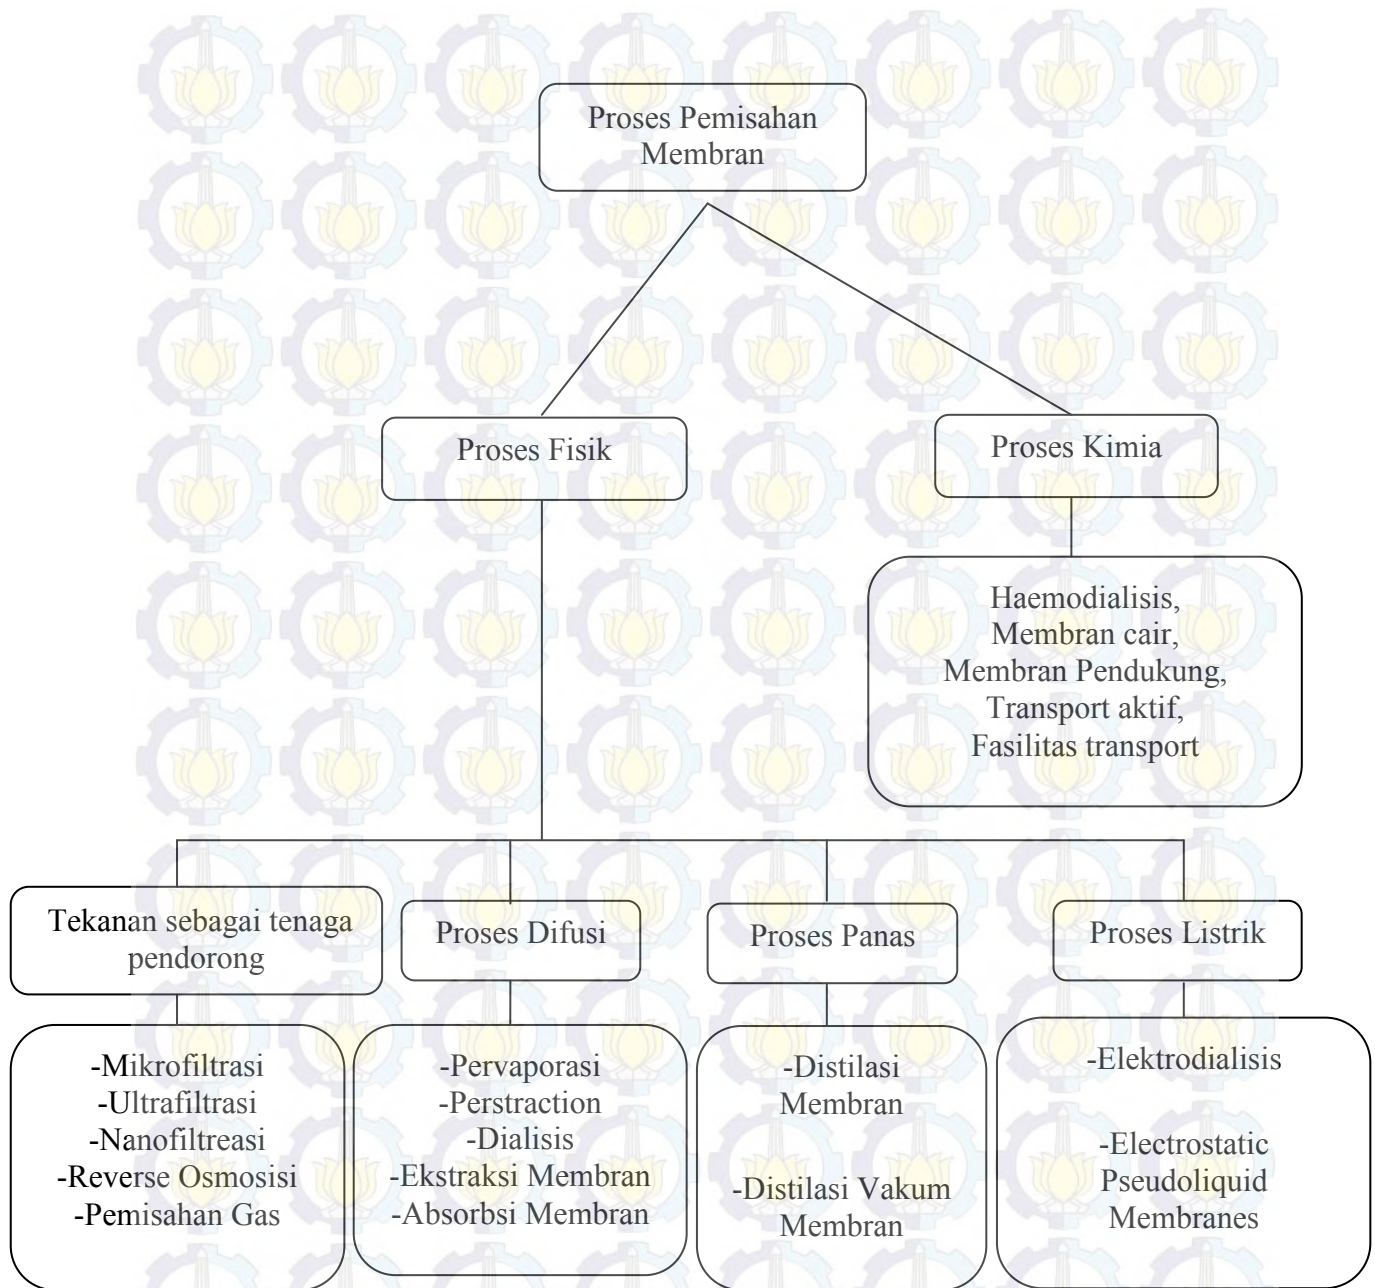 Proses Pemisahan
Membran
Proses Fisik
Proses Kimia
Haemodialisis,
Membran cair,
Membran Pendukung,
Transport aktif,
Fasilitas transport
Tekanan sebagai tenaga
pendorong
Proses Difusi
Proses Panas
Proses Listrik
-Mikrofiltrasi
-Ultrafiltrasi
-Nanofiltreasi
-Reverse Osmosisi
-Pemisahan Gas
-Pervaporasi
-Perstraction
-Dialisis
-Ekstraksi Membran
-Absorbsi Membran
-Distilasi
Membran
-Distilasi Vakum
Membran
-Elektrodialisis
-Electrostatic
Pseudoliquid
Membranes